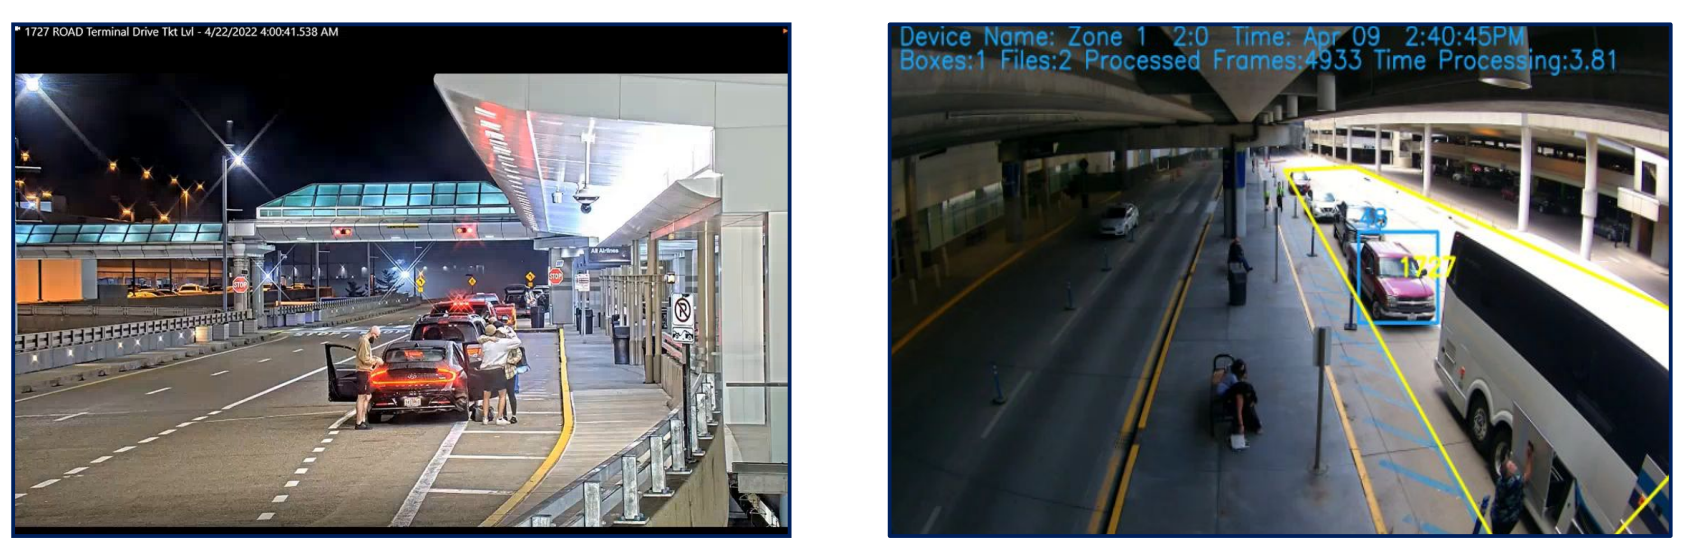 1727 ROAD Terminal Drive Tkt Lvl - 4/22/2022 4:00:41.538 AM
All Airlines
STOP
STOP
Device Name: Zone 1 2:0 Time: Apr 09 2:40:45PM
Boxes:1 Files:2 Processed Frames:4933 Time Processing:3.81
1727